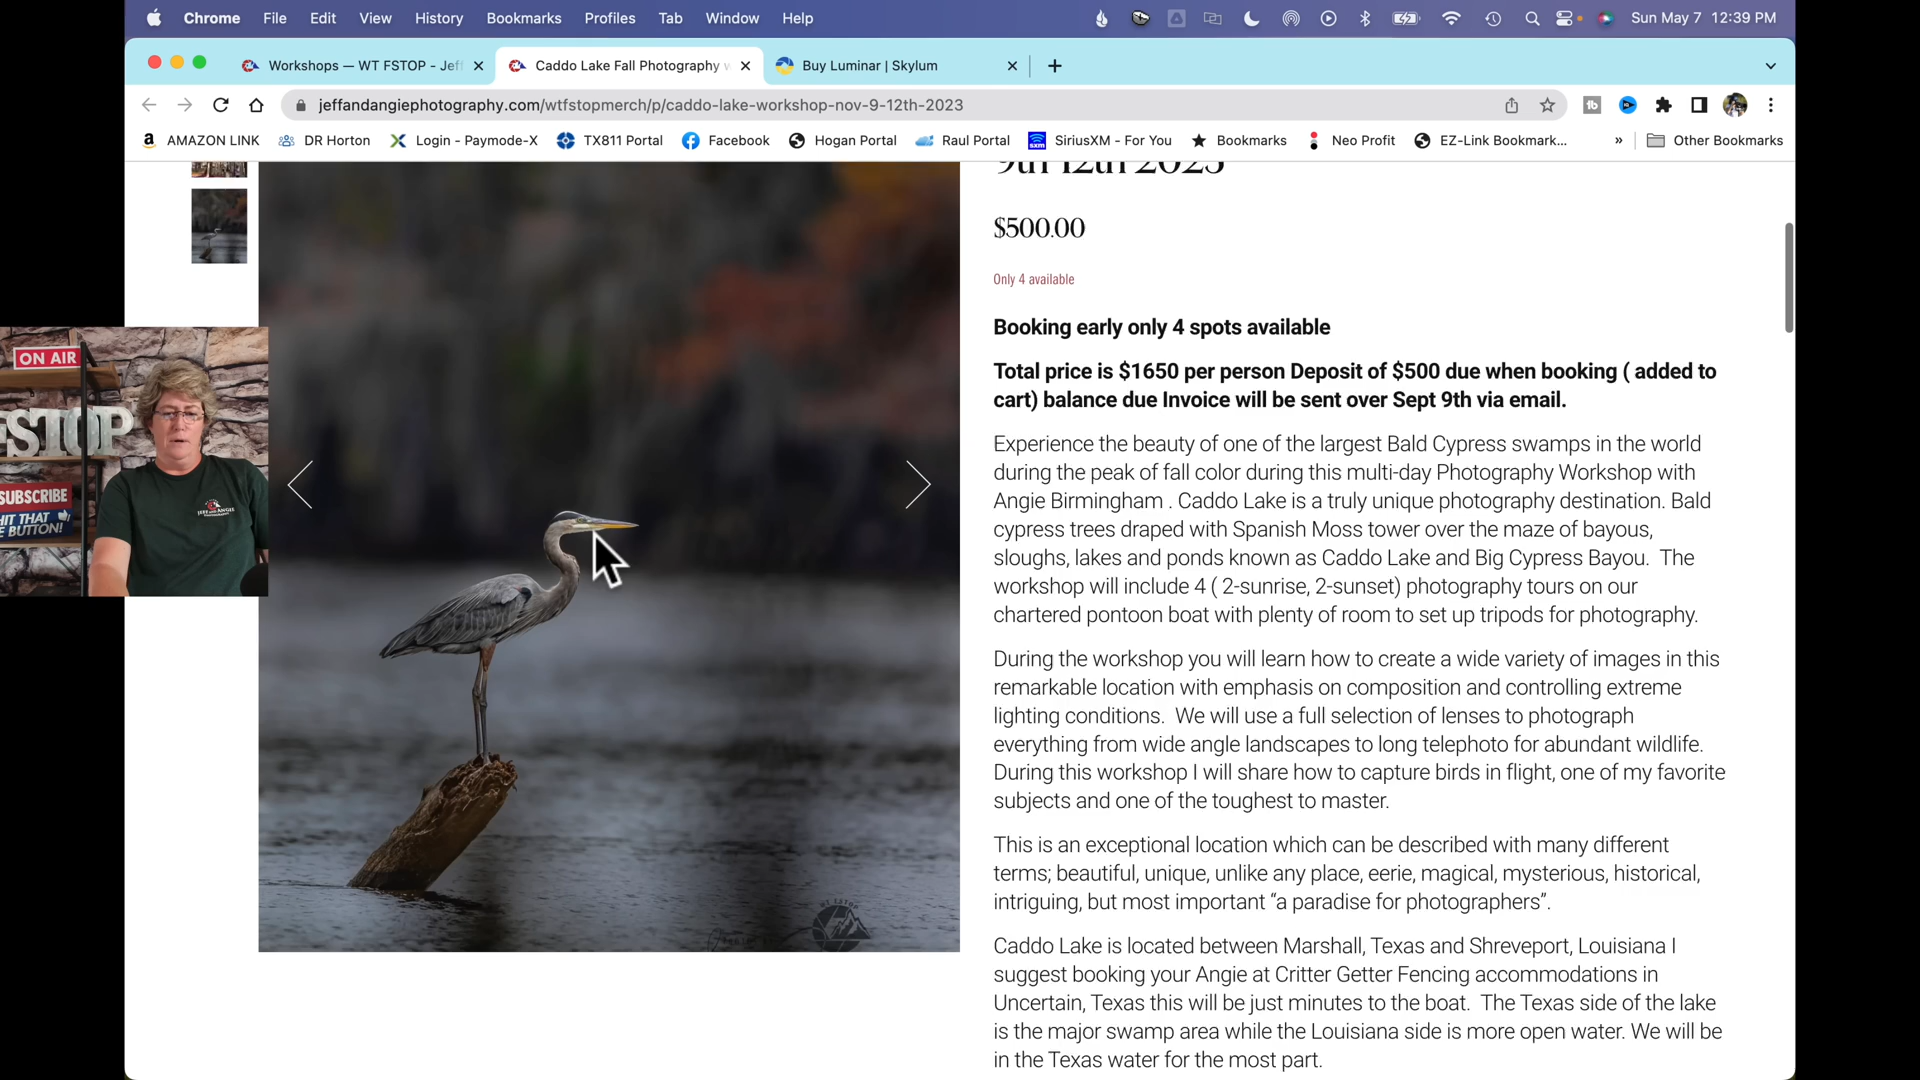 Chrome File Edit View History Bookmarks Profiles Tab Window Help Sun May 7 12:39 PM
Workshops — WT FSTOP - Jef Caddo Lake Fall Photography w Buy Luminar | Skylum
jeffandangiephotography.com/wtfstopmerch/p/caddo-lake-workshop-nov-9-12th-2023
AMAZON LINK DR Horton Login - Paymode-X TX811 Portal Facebook Hogan Portal Raul Portal SiriusXM - For You Bookmarks Neo Profit EZ-Link Bookmark... » Other Bookmarks
9th-12th 2023
$500.00
Only 4 available
Booking early only 4 spots available
Total price is $1650 per person Deposit of $500 due when booking ( added to
cart) balance due Invoice will be sent over Sept 9th via email.
Experience the beauty of one of the largest Bald Cypress swamps in the world
during the peak of fall color during this multi-day Photography Workshop with
Angie Birmingham . Caddo Lake is a truly unique photography destination. Bald
cypress trees draped with Spanish Moss tower over the maze of bayous,
sloughs, lakes and ponds known as Caddo Lake and Big Cypress Bayou.  The
workshop will include 4 ( 2-sunrise, 2-sunset) photography tours on our
chartered pontoon boat with plenty of room to set up tripods for photography.
During the workshop you will learn how to create a wide variety of images in this
remarkable location with emphasis on composition and controlling extreme
lighting conditions.  We will use a full selection of lenses to photograph
everything from wide angle landscapes to long telephoto for abundant wildlife.
During this workshop I will share how to capture birds in flight, one of my favorite
subjects and one of the toughest to master.
This is an exceptional location which can be described with many different
terms; beautiful, unique, unlike any place, eerie, magical, mysterious, historical,
intriguing, but most important “a paradise for photographers”.
Caddo Lake is located between Marshall, Texas and Shreveport, Louisiana I
suggest booking your Angie at Critter Getter Fencing accommodations in
Uncertain, Texas this will be just minutes to the boat.  The Texas side of the lake
is the major swamp area while the Louisiana side is more open water. We will be
in the Texas water for the most part.
ON AIR
FSTOP
SUBSCRIBE
HIT THAT
BUTTON!
JEFF AND ANGIE
WT FSTOP